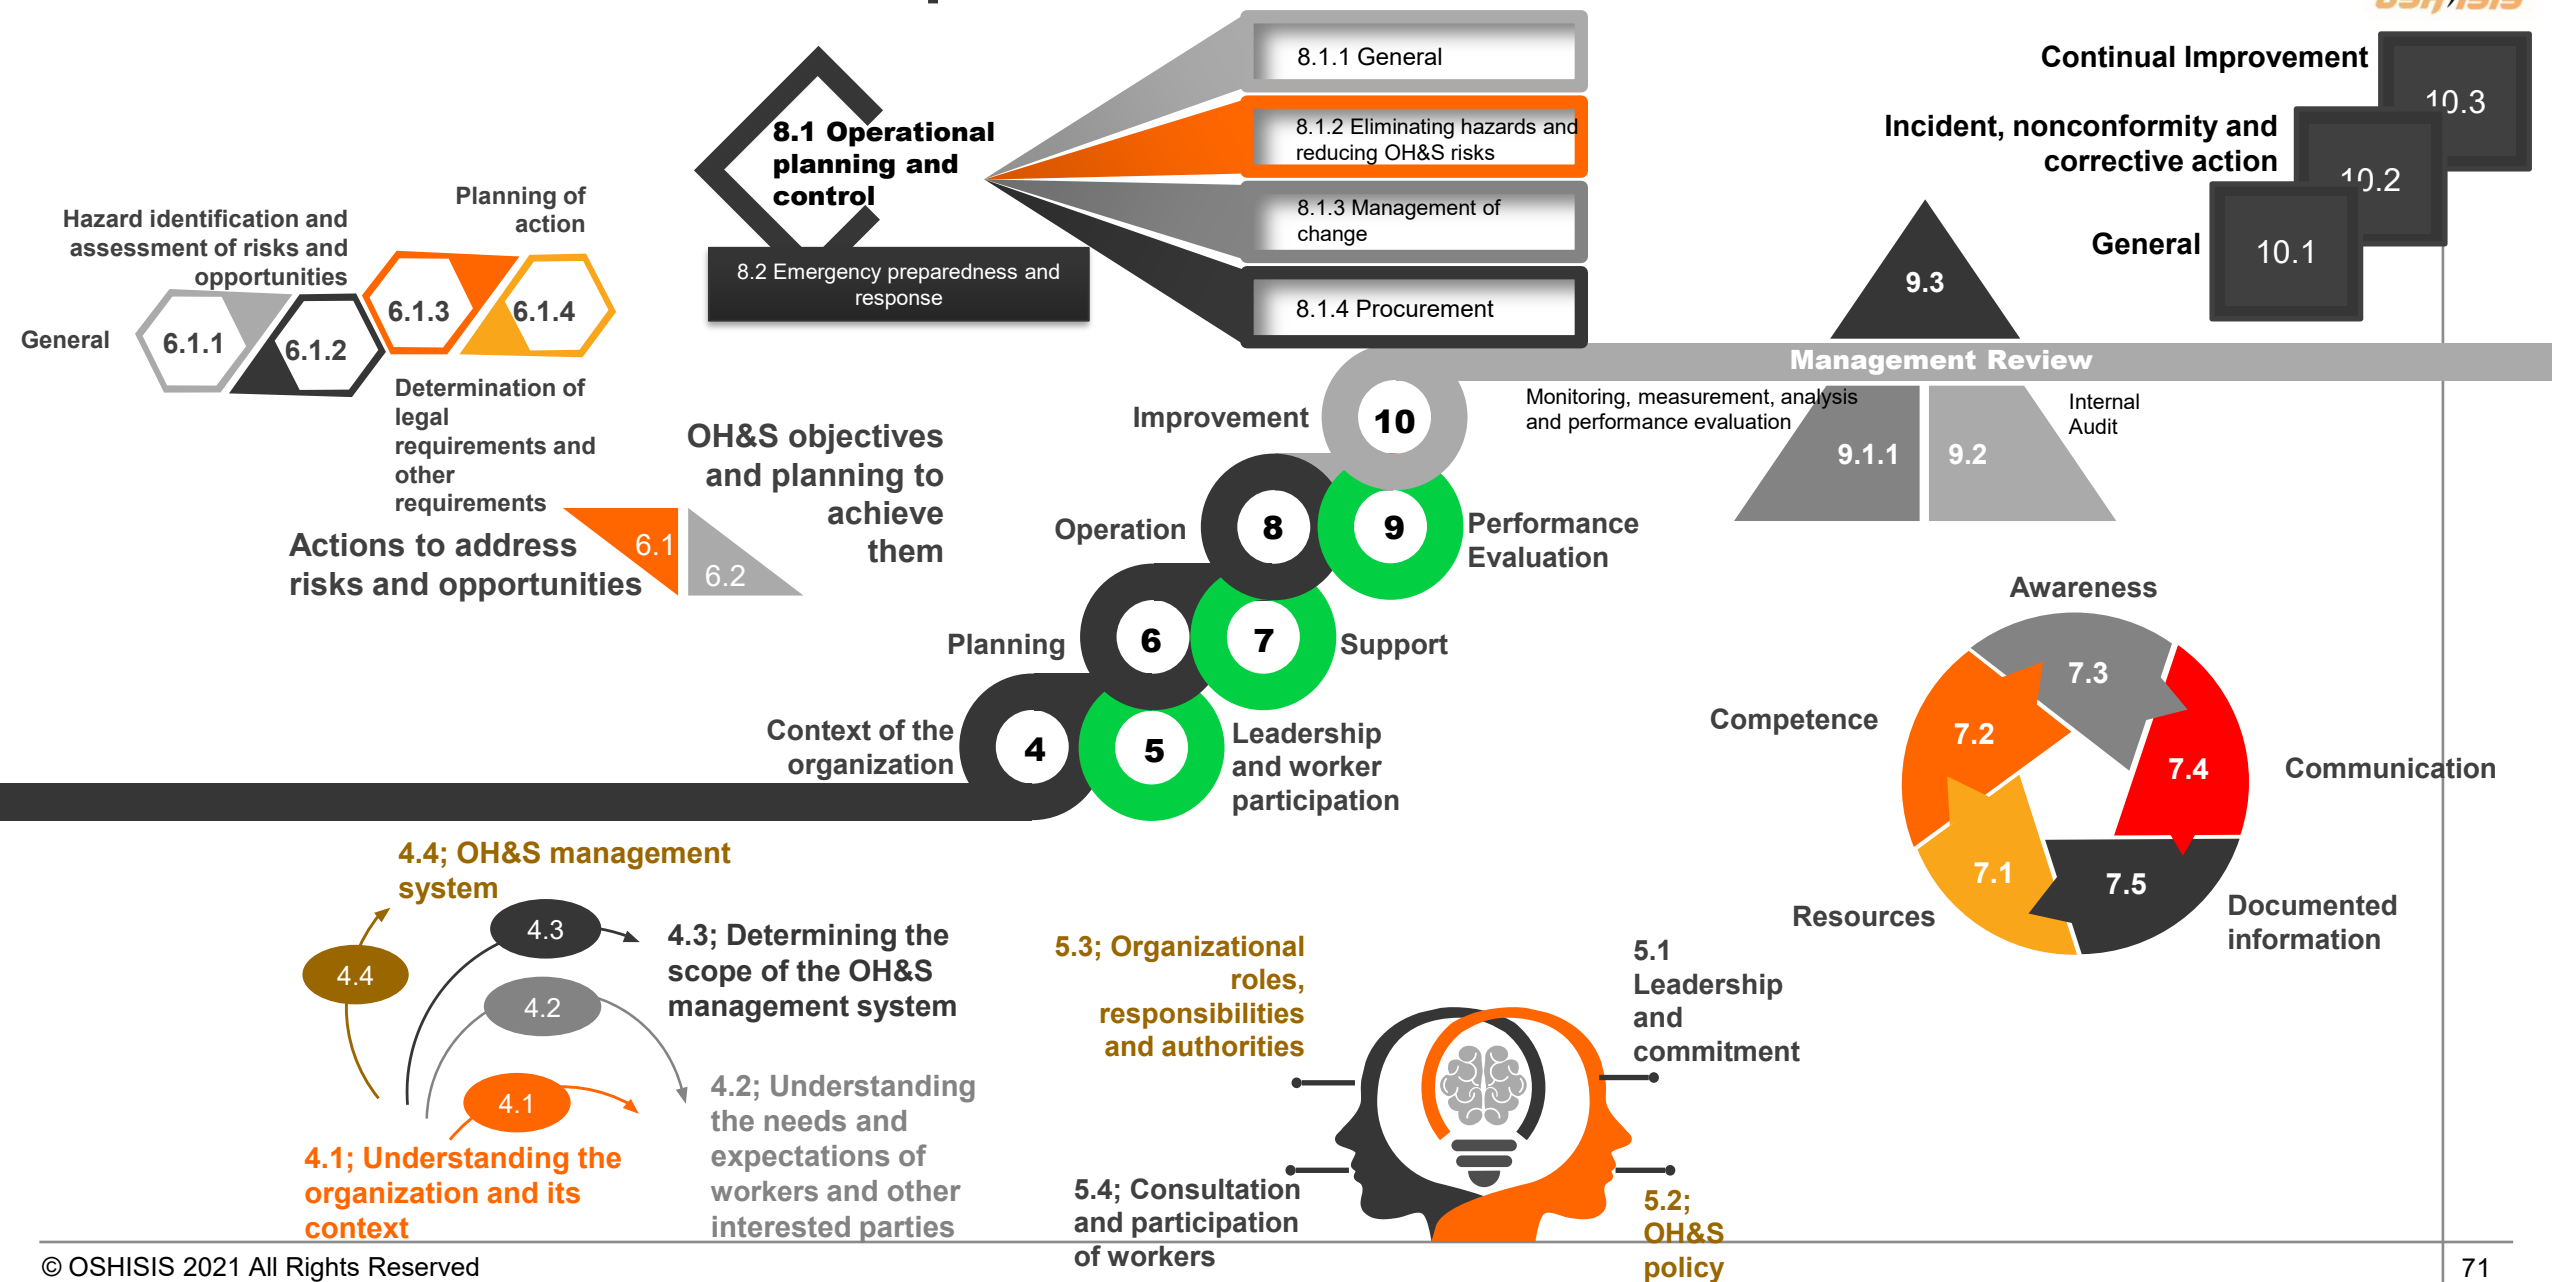 Continual Improvement
10.3
Incident, nonconformity and
corrective action
10.2
General
10.1
8.1 Operational
planning and
control
8.1.1 General
8.1.2 Eliminating hazards and
reducing OH&S risks
8.1.3 Management of
change
8.1.4 Procurement
8.2 Emergency preparedness and
response
Planning of
action
Hazard identification and
assessment of risks and
opportunities
General
6.1.1
6.1.2
6.1.3
6.1.4
Determination of
legal
requirements and
other
requirements
OH&S objectives
and planning to
achieve
them
Actions to address
risks and opportunities
6.1
6.2
9.3
Management Review
Monitoring, measurement, analysis
and performance evaluation
9.1.1
9.2
Internal
Audit
Improvement
10
Operation
8
9
Performance
Evaluation
Planning
6
7
Support
Context of the
organization
4
5
Leadership
and worker
participation
Awareness
7.3
Competence
7.2
7.4
Communication
7.1
7.5
Resources
Documented
information
4.4; OH&S management
system
4.4
4.3
4.3; Determining the
scope of the OH&S
management system
4.2
4.2; Understanding
the needs and
expectations of
workers and other
interested parties
4.1
4.1; Understanding the
organization and its
context
5.3; Organizational
roles,
responsibilities
and authorities
5.1
Leadership
and
commitment
5.4; Consultation
and participation
of workers
5.2;
OH&S
policy
© OSHISIS 2021 All Rights Reserved
71